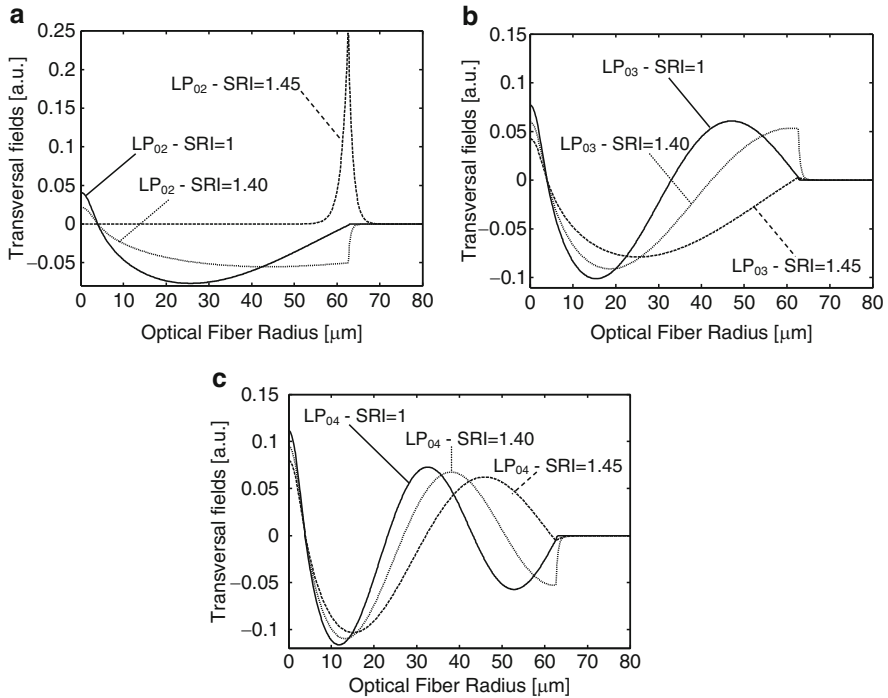 a
0.25
0.2
0.15
0.1
0.05
0
−0.05
Transversal fields [a.u.]
LP02 - SRI=1.45
LP02 - SRI=1
LP02 - SRI=1.40
0 10 20 30 40 50 60 70 80
Optical Fiber Radius [μm]
b
0.15
0.1
0.05
0
−0.05
−0.1
Transversal fields [a.u.]
LP03 - SRI=1
LP03 - SRI=1.40
LP03 - SRI=1.45
0 10 20 30 40 50 60 70 80
Optical Fiber Radius [μm]
c
0.15
0.1
0.05
0
−0.05
−0.1
Transversal fields [a.u.]
LP04 - SRI=1
LP04 - SRI=1.40
LP04 - SRI=1.45
0 10 20 30 40 50 60 70 80
Optical Fiber Radius [μm]